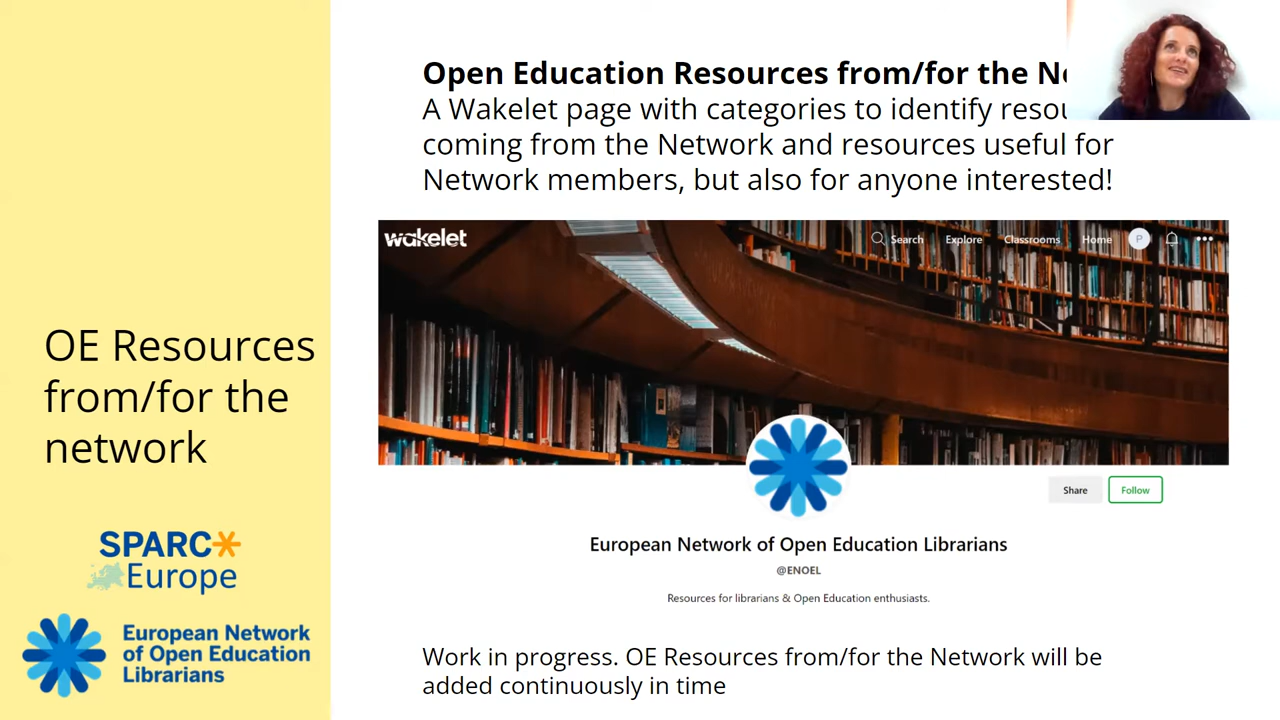 Open Education Resources from/for the
A Wakelet page with categories to identify
coming from the Network and resources useful for
Network members, but also for anyone interested!
wakelet
Search Explore Classrooms Home P
Share Follow
European Network of Open Education Librarians
@ENOEL
Resources for librarians & Open Education enthusiasts.
Work in progress. OE Resources from/for the Network will be
added continuously in time
OE Resources
from/for the
network
SPARC
Europe
European Network
of Open Education
Librarians